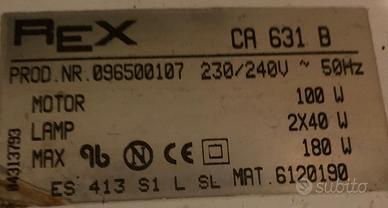 REX CA 631 B
PROD.NR.096500107 230/240V ~ 50Hz
MOTOR 100 W
LAMP 2X40 W
MAX N CE 180 W
ES 413 S1 L SL MAT.6120190
04313793
subito